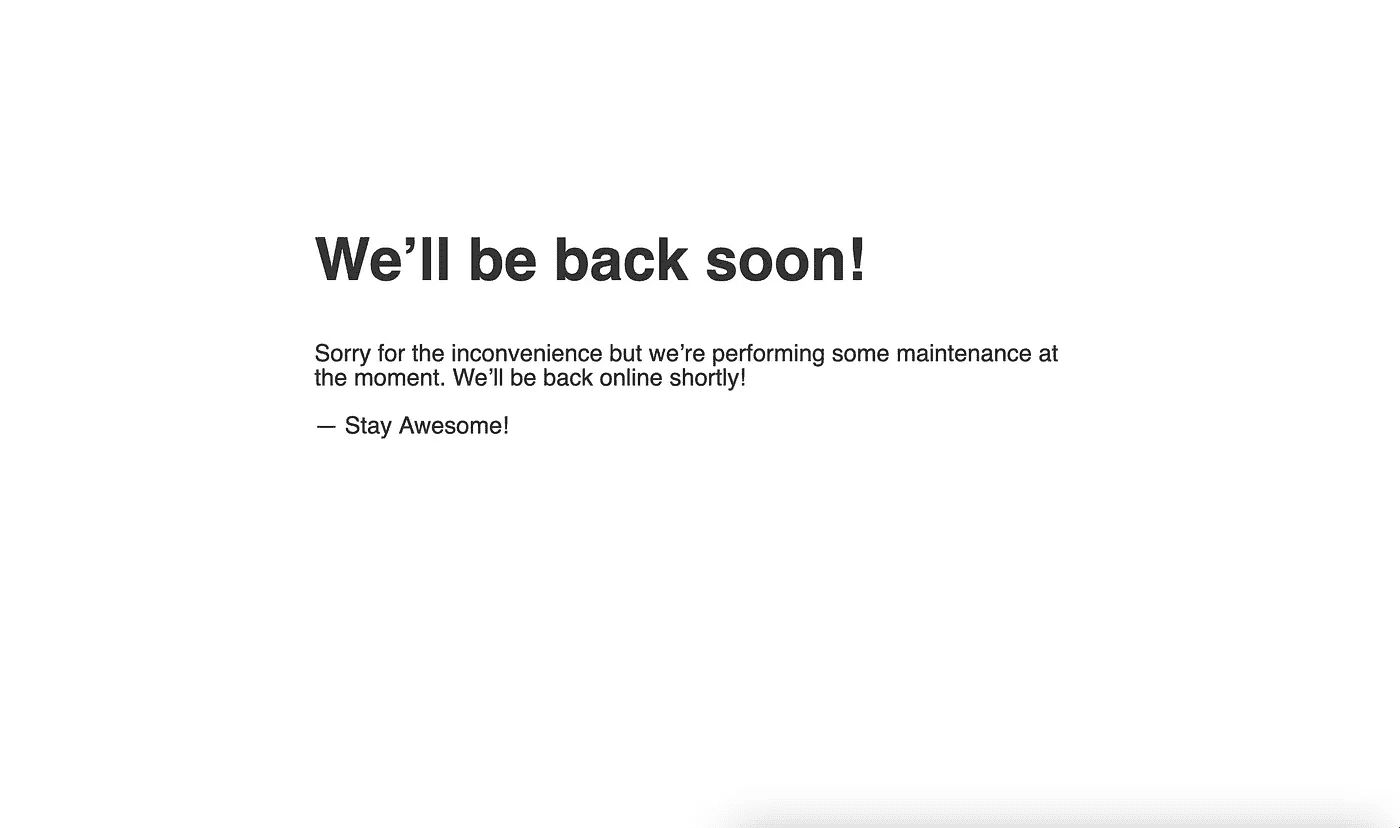 We’ll be back soon!
Sorry for the inconvenience but we’re performing some maintenance at
the moment. We’ll be back online shortly!
— Stay Awesome!